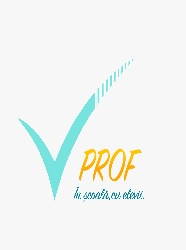 PROF
În școală, cu elevii.